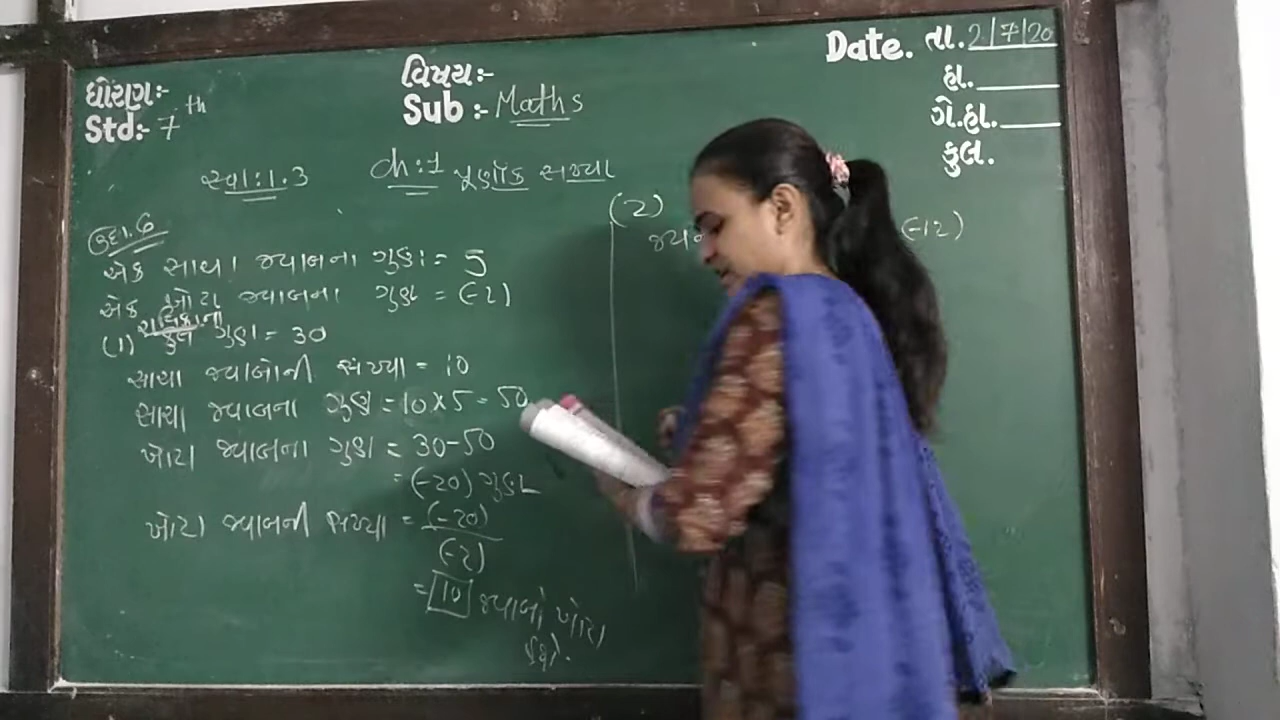 ધોરણ:-
Std:- 7th
વિષય:-
Sub :- Maths
Date. તા. 2/7/20
હા.
ગે.હા.
કુલ.
સ્વા:1.3
ch:1 પૂર્ણાંક સંખ્યા
ઉદા.6
એક સાચા જવાબના ગુણ = 5
એક ખોટા જવાબના ગુણ = (-2)
(1) કુલ ગુણ = 30
સાચા જવાબોની સંખ્યા = 10
સાચા જવાબના ગુણ = 10 x 5 = 50
ખોટા જવાબના ગુણ = 30-50
= (-20) ગુણ
ખોટા જવાબની સંખ્યા = (-20)
(-2)
= 10 જવાબો ખોટા
(2)
(-12)